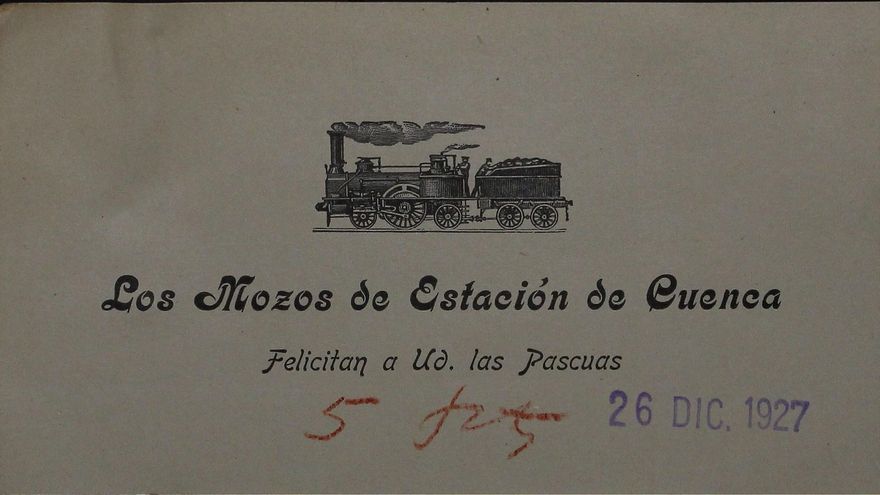 Los Mozos de Estación de Cuenca
Felicitan a Ud. las Pascuas
5 26 DIC. 1927